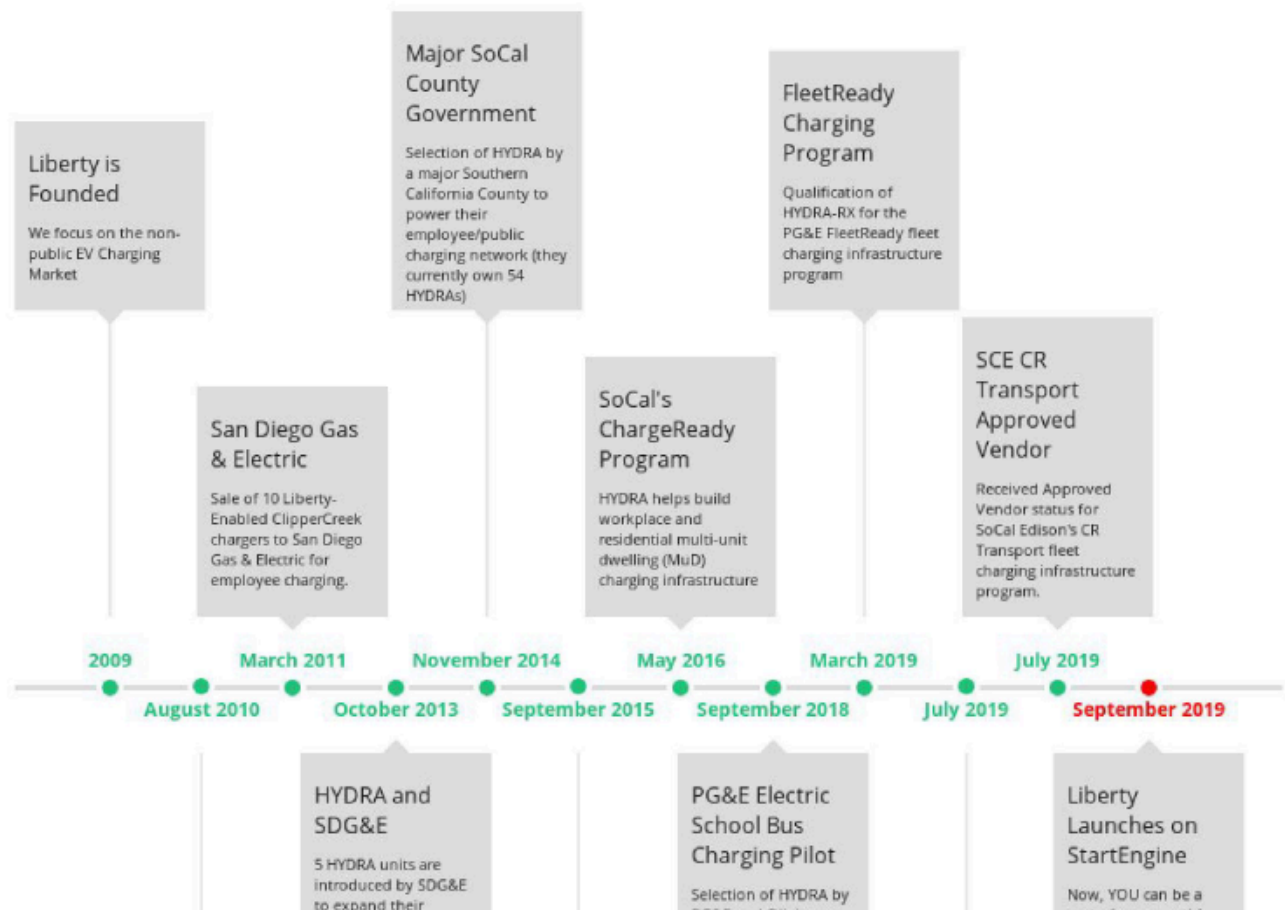 Major SoCal
County
Government
Selection of HYDRA by
a major Southern
California County to
power their
employee/public
charging network (they
currently own 54
HYDRAs)
FleetReady
Charging
Program
Qualification of
HYDRA-RX for the
PG&E FleetReady fleet
charging infrastructure
program
Liberty is
Founded
We focus on the non-
public EV Charging
Market
San Diego Gas
& Electric
Sale of 10 Liberty-
Enabled ClipperCreek
chargers to San Diego
Gas & Electric for
employee charging.
SoCal's
ChargeReady
Program
HYDRA helps build
workplace and
residential multi-unit
dwelling (MuD)
charging infrastructure
SCE CR
Transport
Approved
Vendor
Received Approved
Vendor status for
SoCal Edison's CR
Transport fleet
charging infrastructure
program.
2009
March 2011
November 2014
May 2016
March 2019
July 2019
August 2010
October 2013
September 2015
September 2018
July 2019
September 2019
HYDRA and
SDG&E
5 HYDRA units are
introduced by SDG&E
to expand their
PG&E Electric
School Bus
Charging Pilot
Selection of HYDRA by
Liberty
Launches on
StartEngine
Now, YOU can be a